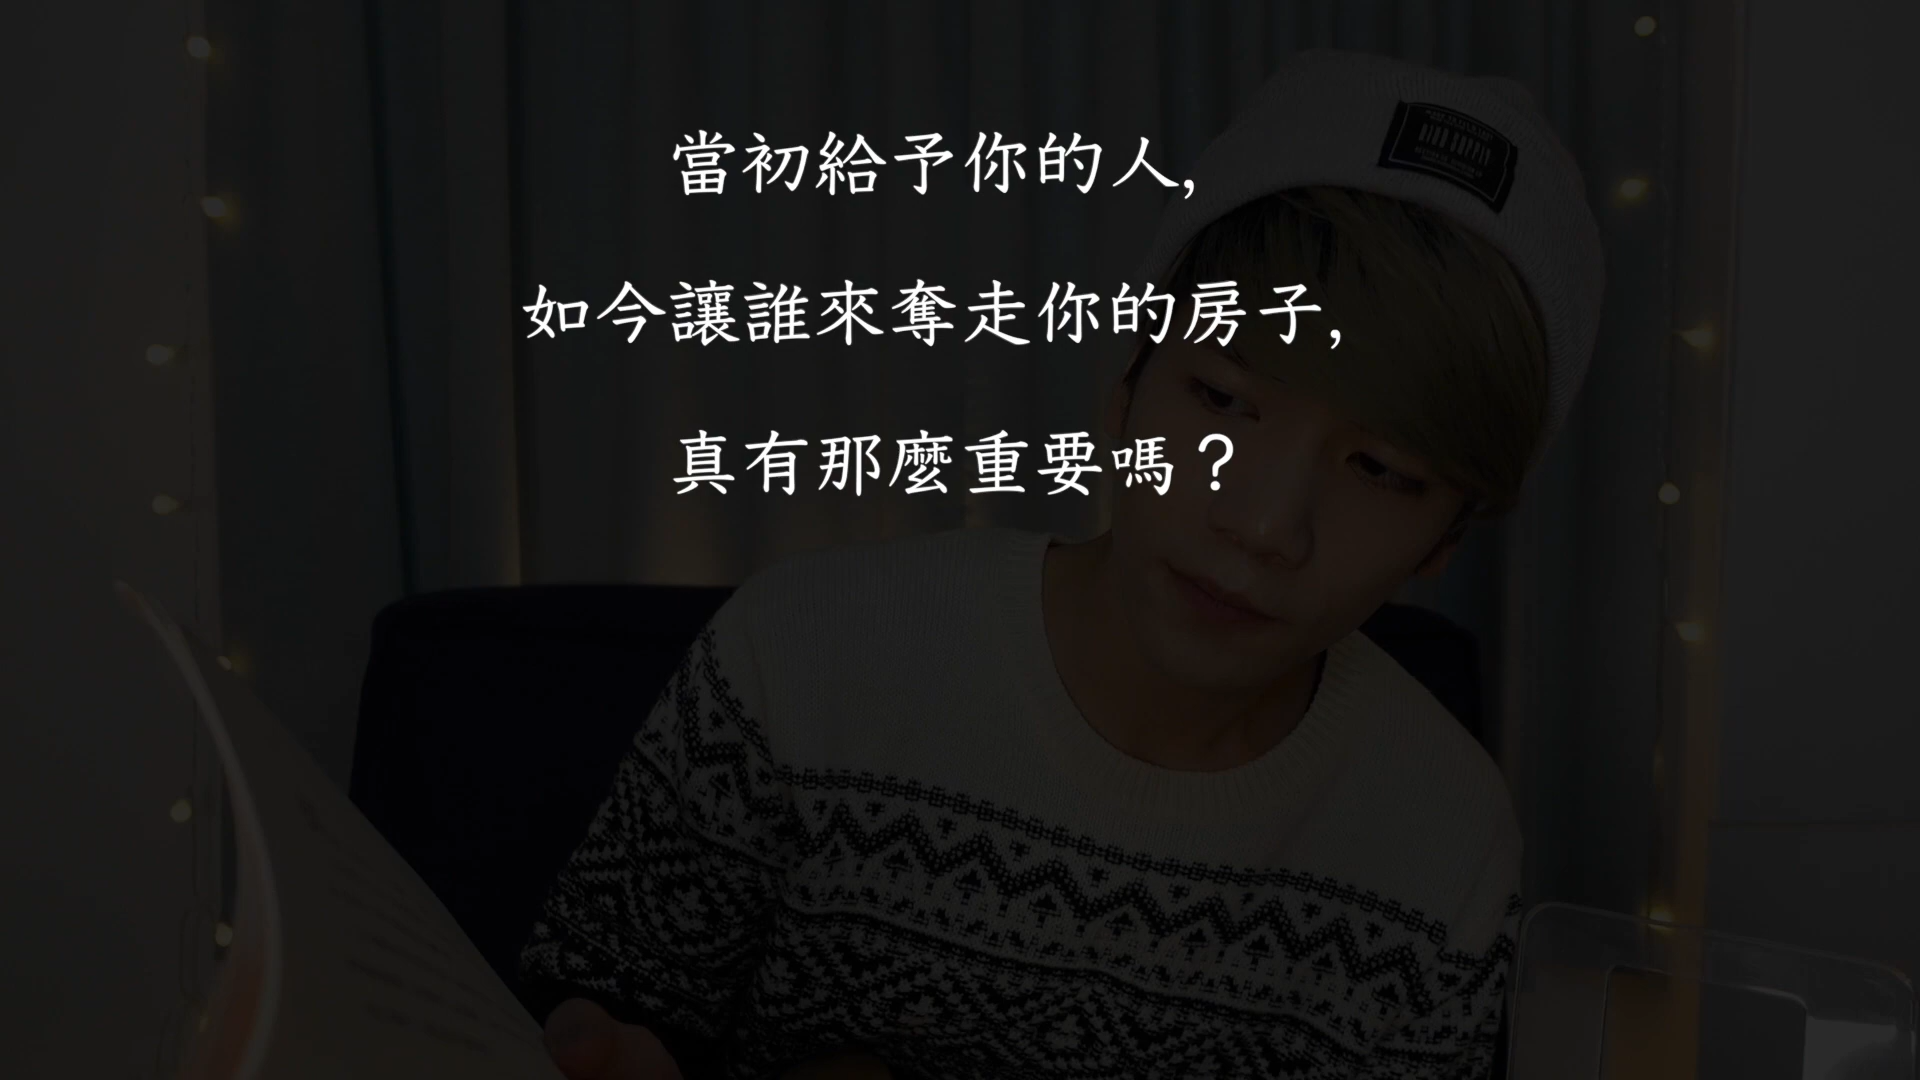 當初給予你的人,
如今讓誰來奪走你的房子,
真有那麼重要嗎？